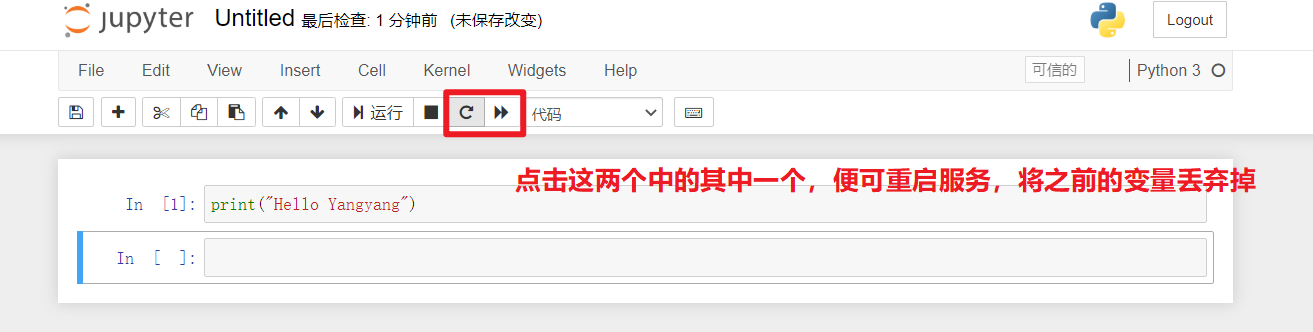 jupyter Untitled 最后检查: 1 分钟前 (未保存改变) Logout
File Edit View Insert Cell Kernel Widgets Help 可信的 Python 3
运行 代码
点击这两个中的其中一个，便可重启服务，将之前的变量丢弃掉
In [1]: print("Hello Yangyang")
In [ ]: